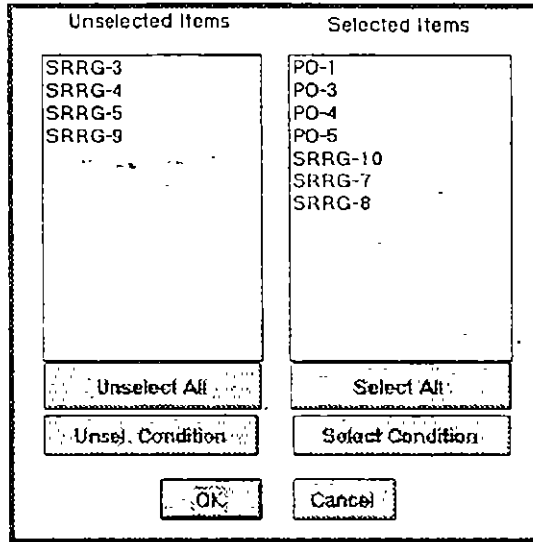 Unselected Items
Selected Items
SRRG-3
SRRG-4
SRRG-5
SRRG-9
PO-1
PO-3
PO-4
PO-5
SRRG-10
SRRG-7
SRRG-8
Unselect All
Select All
Unsel. Condition
Select Condition
OK
Cancel